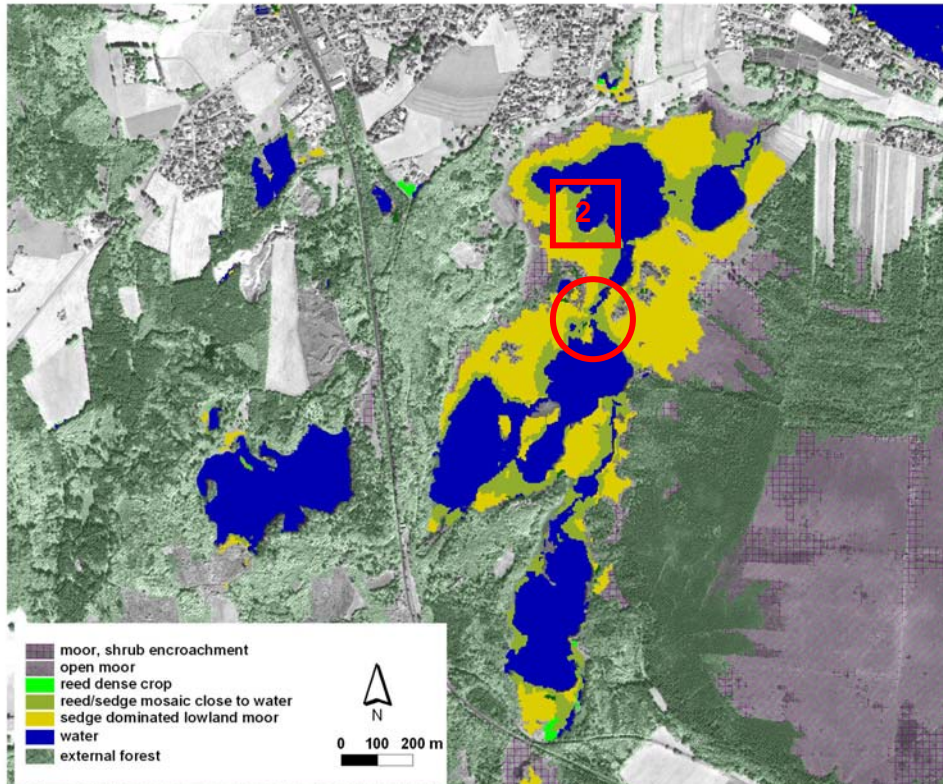 2
moor, shrub encroachment
open moor
reed dense crop
reed/sedge mosaic close to water
sedge dominated lowland moor
water
external forest
N
0 100 200 m